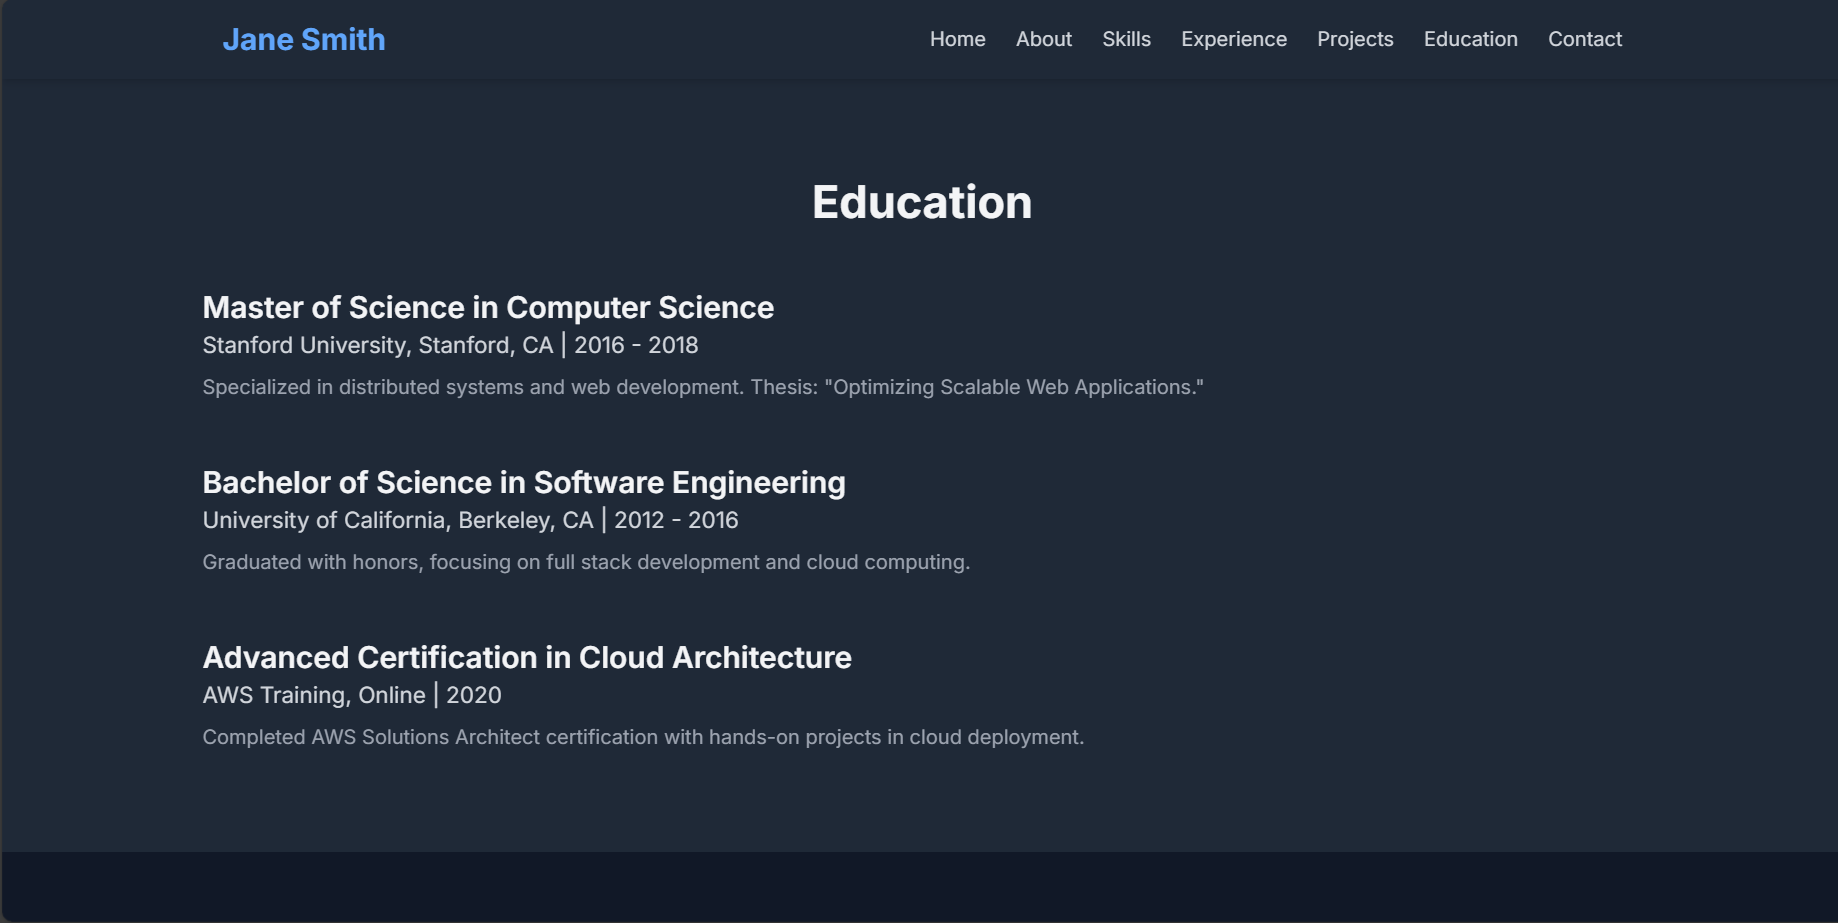 Jane Smith
Home About Skills Experience Projects Education Contact
Education
Master of Science in Computer Science
Stanford University, Stanford, CA | 2016 - 2018
Specialized in distributed systems and web development. Thesis: "Optimizing Scalable Web Applications."
Bachelor of Science in Software Engineering
University of California, Berkeley, CA | 2012 - 2016
Graduated with honors, focusing on full stack development and cloud computing.
Advanced Certification in Cloud Architecture
AWS Training, Online | 2020
Completed AWS Solutions Architect certification with hands-on projects in cloud deployment.